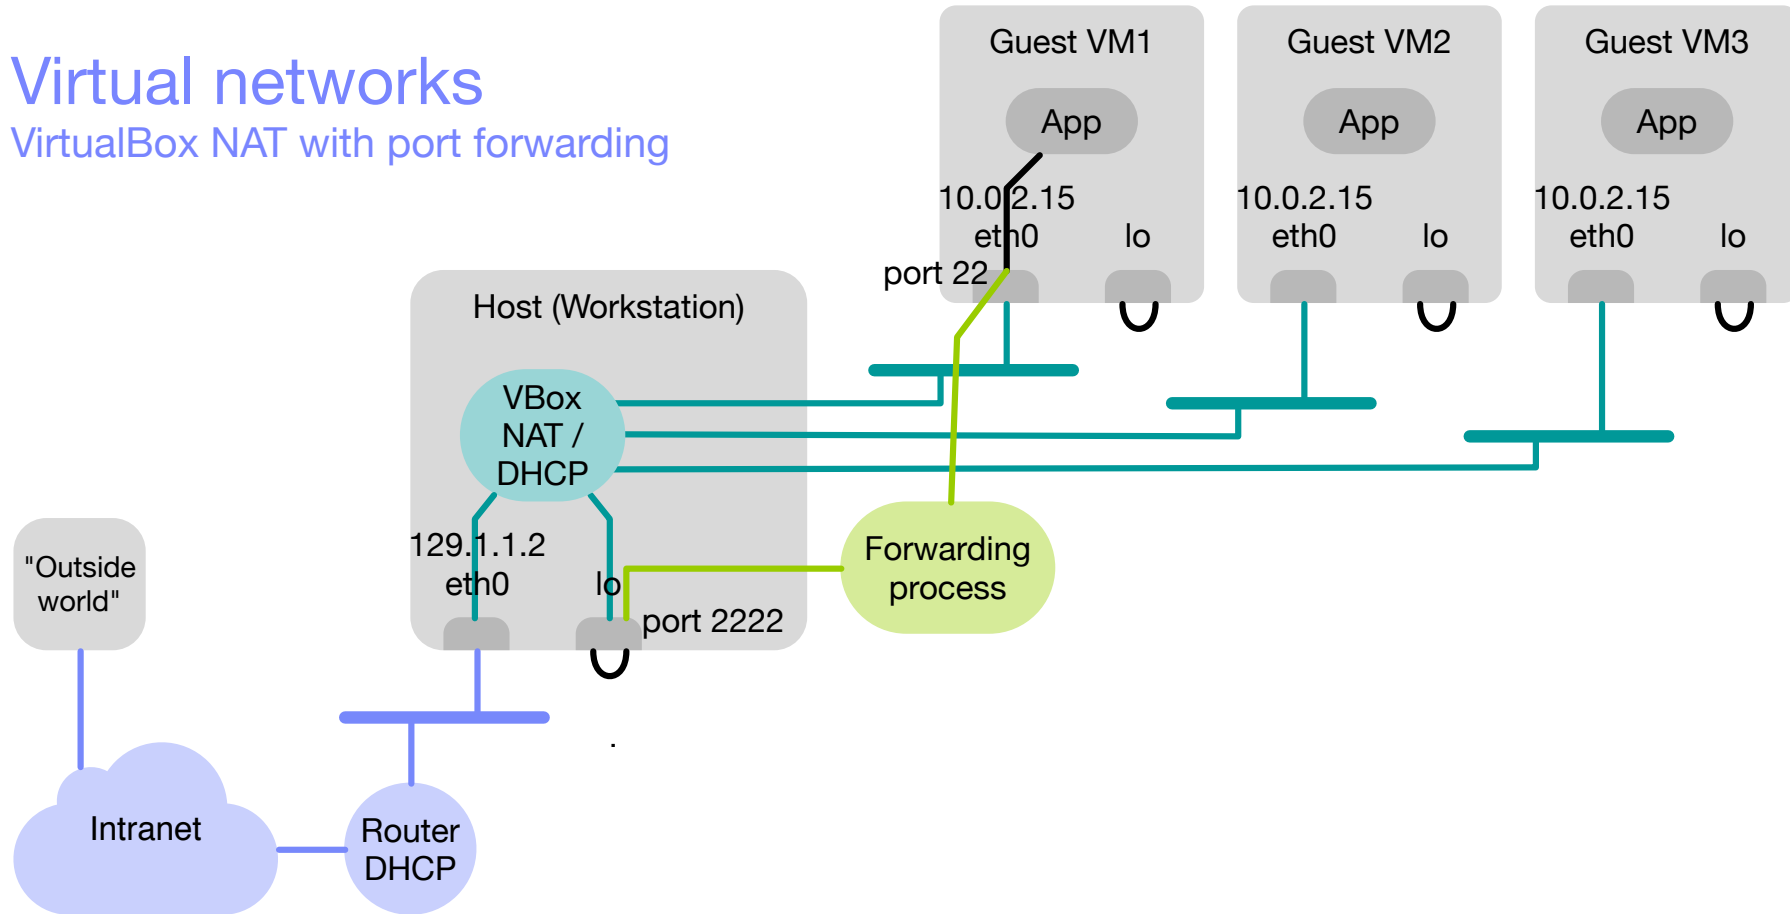 Virtual networks
VirtualBox NAT with port forwarding
Guest VM1
App
10.0.2.15
eth0
lo
port 22
Guest VM2
App
10.0.2.15
eth0
lo
Guest VM3
App
10.0.2.15
eth0
lo
Host (Workstation)
VBox
NAT /
DHCP
129.1.1.2
eth0
lo
port 2222
Forwarding
process
"Outside
world"
Intranet
Router
DHCP
.